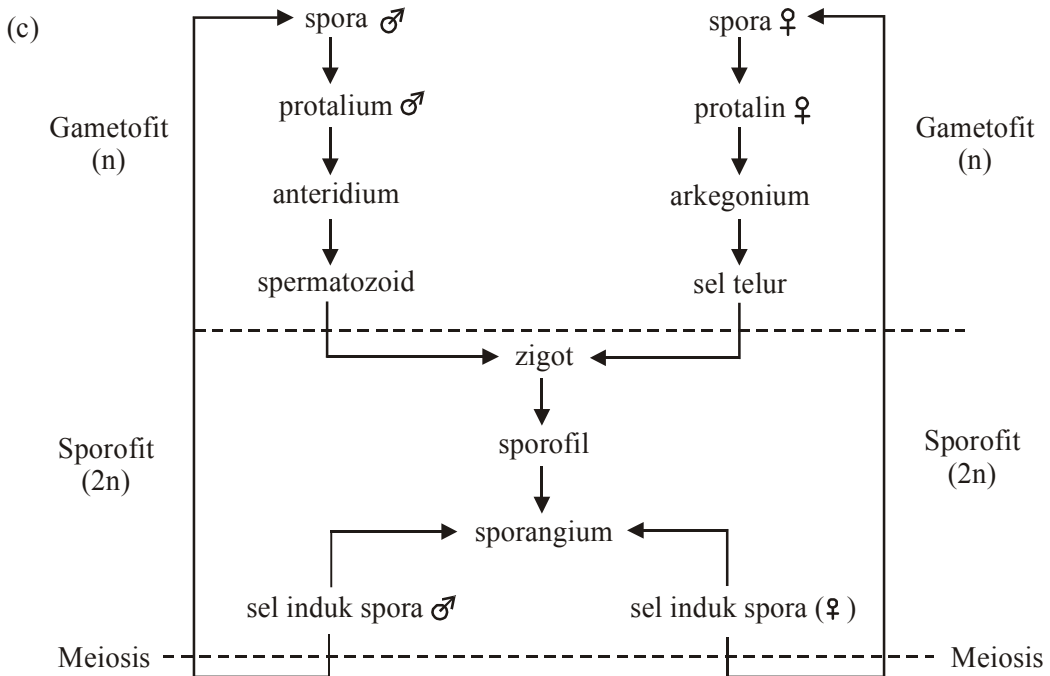 (c)
spora ♂
spora ♀
Gametofit
(n)
protalium ♂
protalin ♀
Gametofit
(n)
anteridium
arkegonium
spermatozoid
sel telur
zigot
Sporofit
(2n)
sporofil
Sporofit
(2n)
sporangium
sel induk spora ♂
sel induk spora (♀)
Meiosis
Meiosis